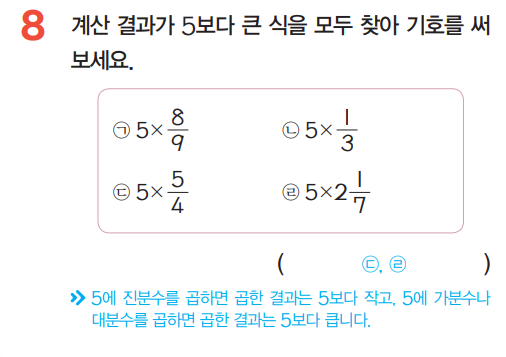 8 계산 결과가 5보다 큰 식을 모두 찾아 기호를 써
보세요.
㉠ 5×8/9 ㉡ 5×1/3
㉢ 5×5/4 ㉣ 5×2 1/7
( ㉢, ㉣ )
» 5에 진분수를 곱하면 곱한 결과는 5보다 작고, 5에 가분수나
대분수를 곱하면 곱한 결과는 5보다 큽니다.